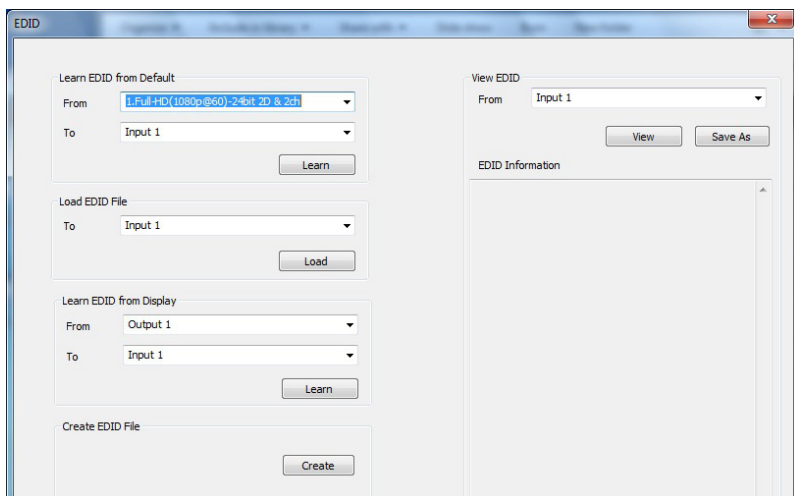 EDID
Learn EDID from Default
From 1.Full-HD(1080p@60)-24bit 2D & 2ch
To Input 1
Learn
Load EDID File
To Input 1
Load
Learn EDID from Display
From Output 1
To Input 1
Learn
Create EDID File
Create
View EDID
From Input 1
View Save As
EDID Information